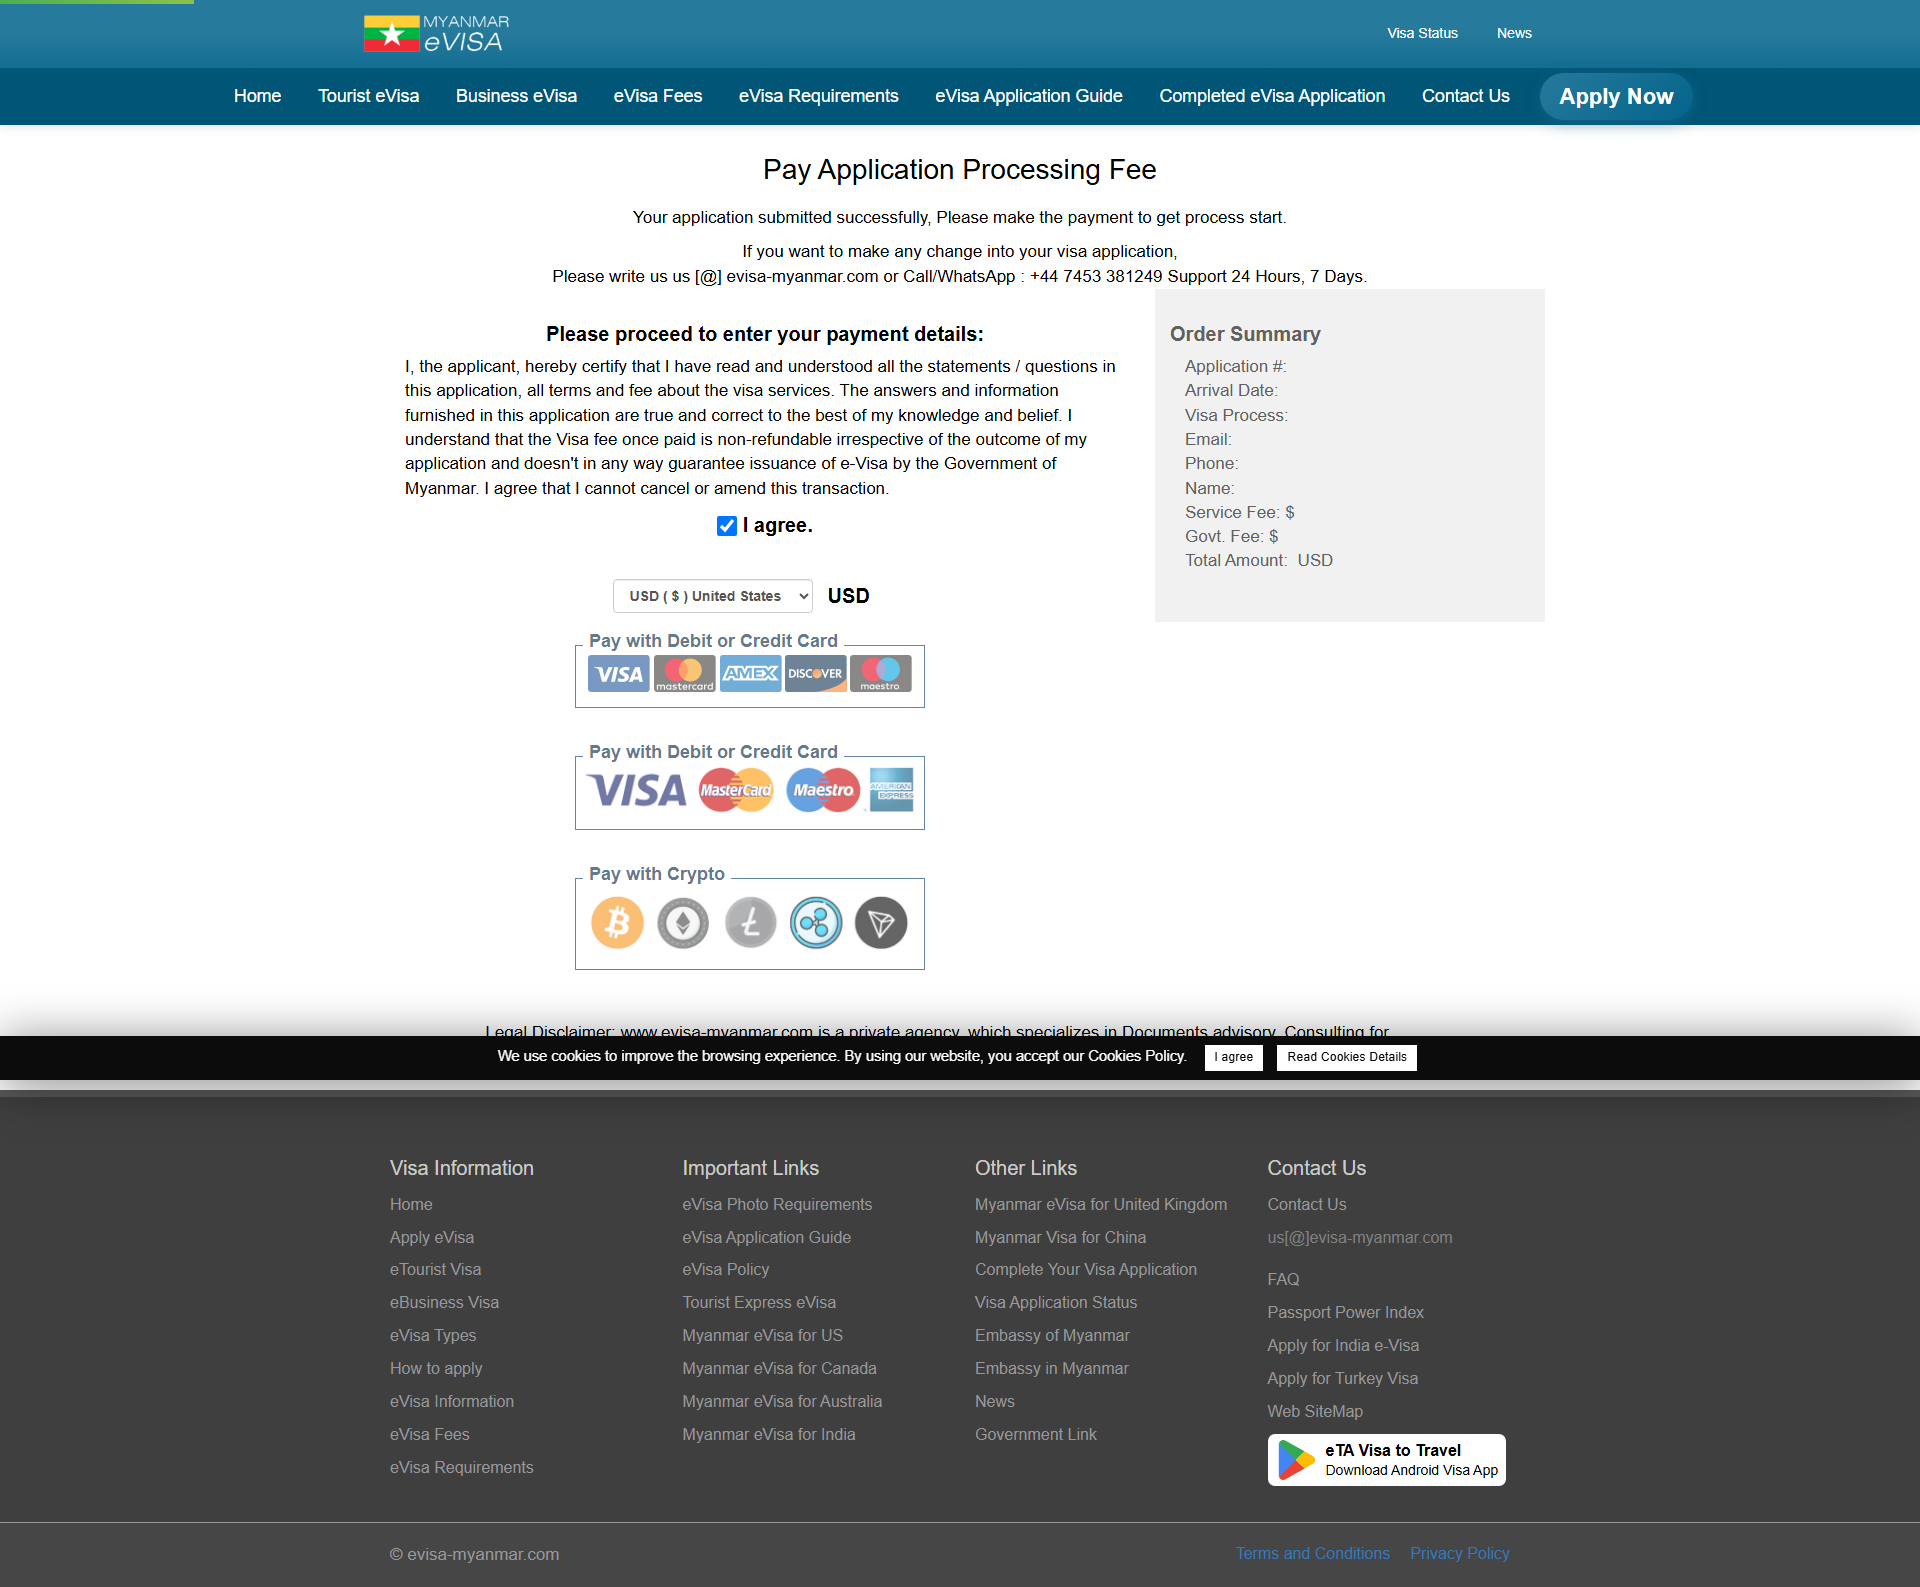 MYANMAR
eVISA
Visa Status
News
Home
Tourist eVisa
Business eVisa
eVisa Fees
eVisa Requirements
eVisa Application Guide
Completed eVisa Application
Contact Us
Apply Now
Pay Application Processing Fee
Your application submitted successfully, Please make the payment to get process start.
If you want to make any change into your visa application,
Please write us us [@] evisa-myanmar.com or Call/WhatsApp : +44 7453 381249 Support 24 Hours, 7 Days.
Please proceed to enter your payment details:
I, the applicant, hereby certify that I have read and understood all the statements / questions in
this application, all terms and fee about the visa services. The answers and information
furnished in this application are true and correct to the best of my knowledge and belief. I
understand that the Visa fee once paid is non-refundable irrespective of the outcome of my
application and doesn't in any way guarantee issuance of e-Visa by the Government of
Myanmar. I agree that I cannot cancel or amend this transaction.
I agree.
USD ( $ ) United States
USD
Pay with Debit or Credit Card
VISA
mastercard
AMEX
DISCOVER
maestro
Pay with Debit or Credit Card
VISA
MasterCard
Maestro
AMERICAN
EXPRESS
Pay with Crypto
Order Summary
Application #:
Arrival Date:
Visa Process:
Email:
Phone:
Name:
Service Fee: $
Govt. Fee: $
Total Amount: USD
Legal Disclaimer: www.evisa-myanmar.com is a private agency, which specializes in Documents advisory, Consulting for
We use cookies to improve the browsing experience. By using our website, you accept our Cookies Policy.
I agree
Read Cookies Details
Visa Information
Home
Apply eVisa
eTourist Visa
eBusiness Visa
eVisa Types
How to apply
eVisa Information
eVisa Fees
eVisa Requirements
Important Links
eVisa Photo Requirements
eVisa Application Guide
eVisa Policy
Tourist Express eVisa
Myanmar eVisa for US
Myanmar eVisa for Canada
Myanmar eVisa for Australia
Myanmar eVisa for India
Other Links
Myanmar eVisa for United Kingdom
Myanmar Visa for China
Complete Your Visa Application
Visa Application Status
Embassy of Myanmar
Embassy in Myanmar
News
Government Link
Contact Us
Contact Us
us[@]evisa-myanmar.com
FAQ
Passport Power Index
Apply for India e-Visa
Apply for Turkey Visa
Web SiteMap
eTA Visa to Travel
Download Android Visa App
© evisa-myanmar.com
Terms and Conditions
Privacy Policy